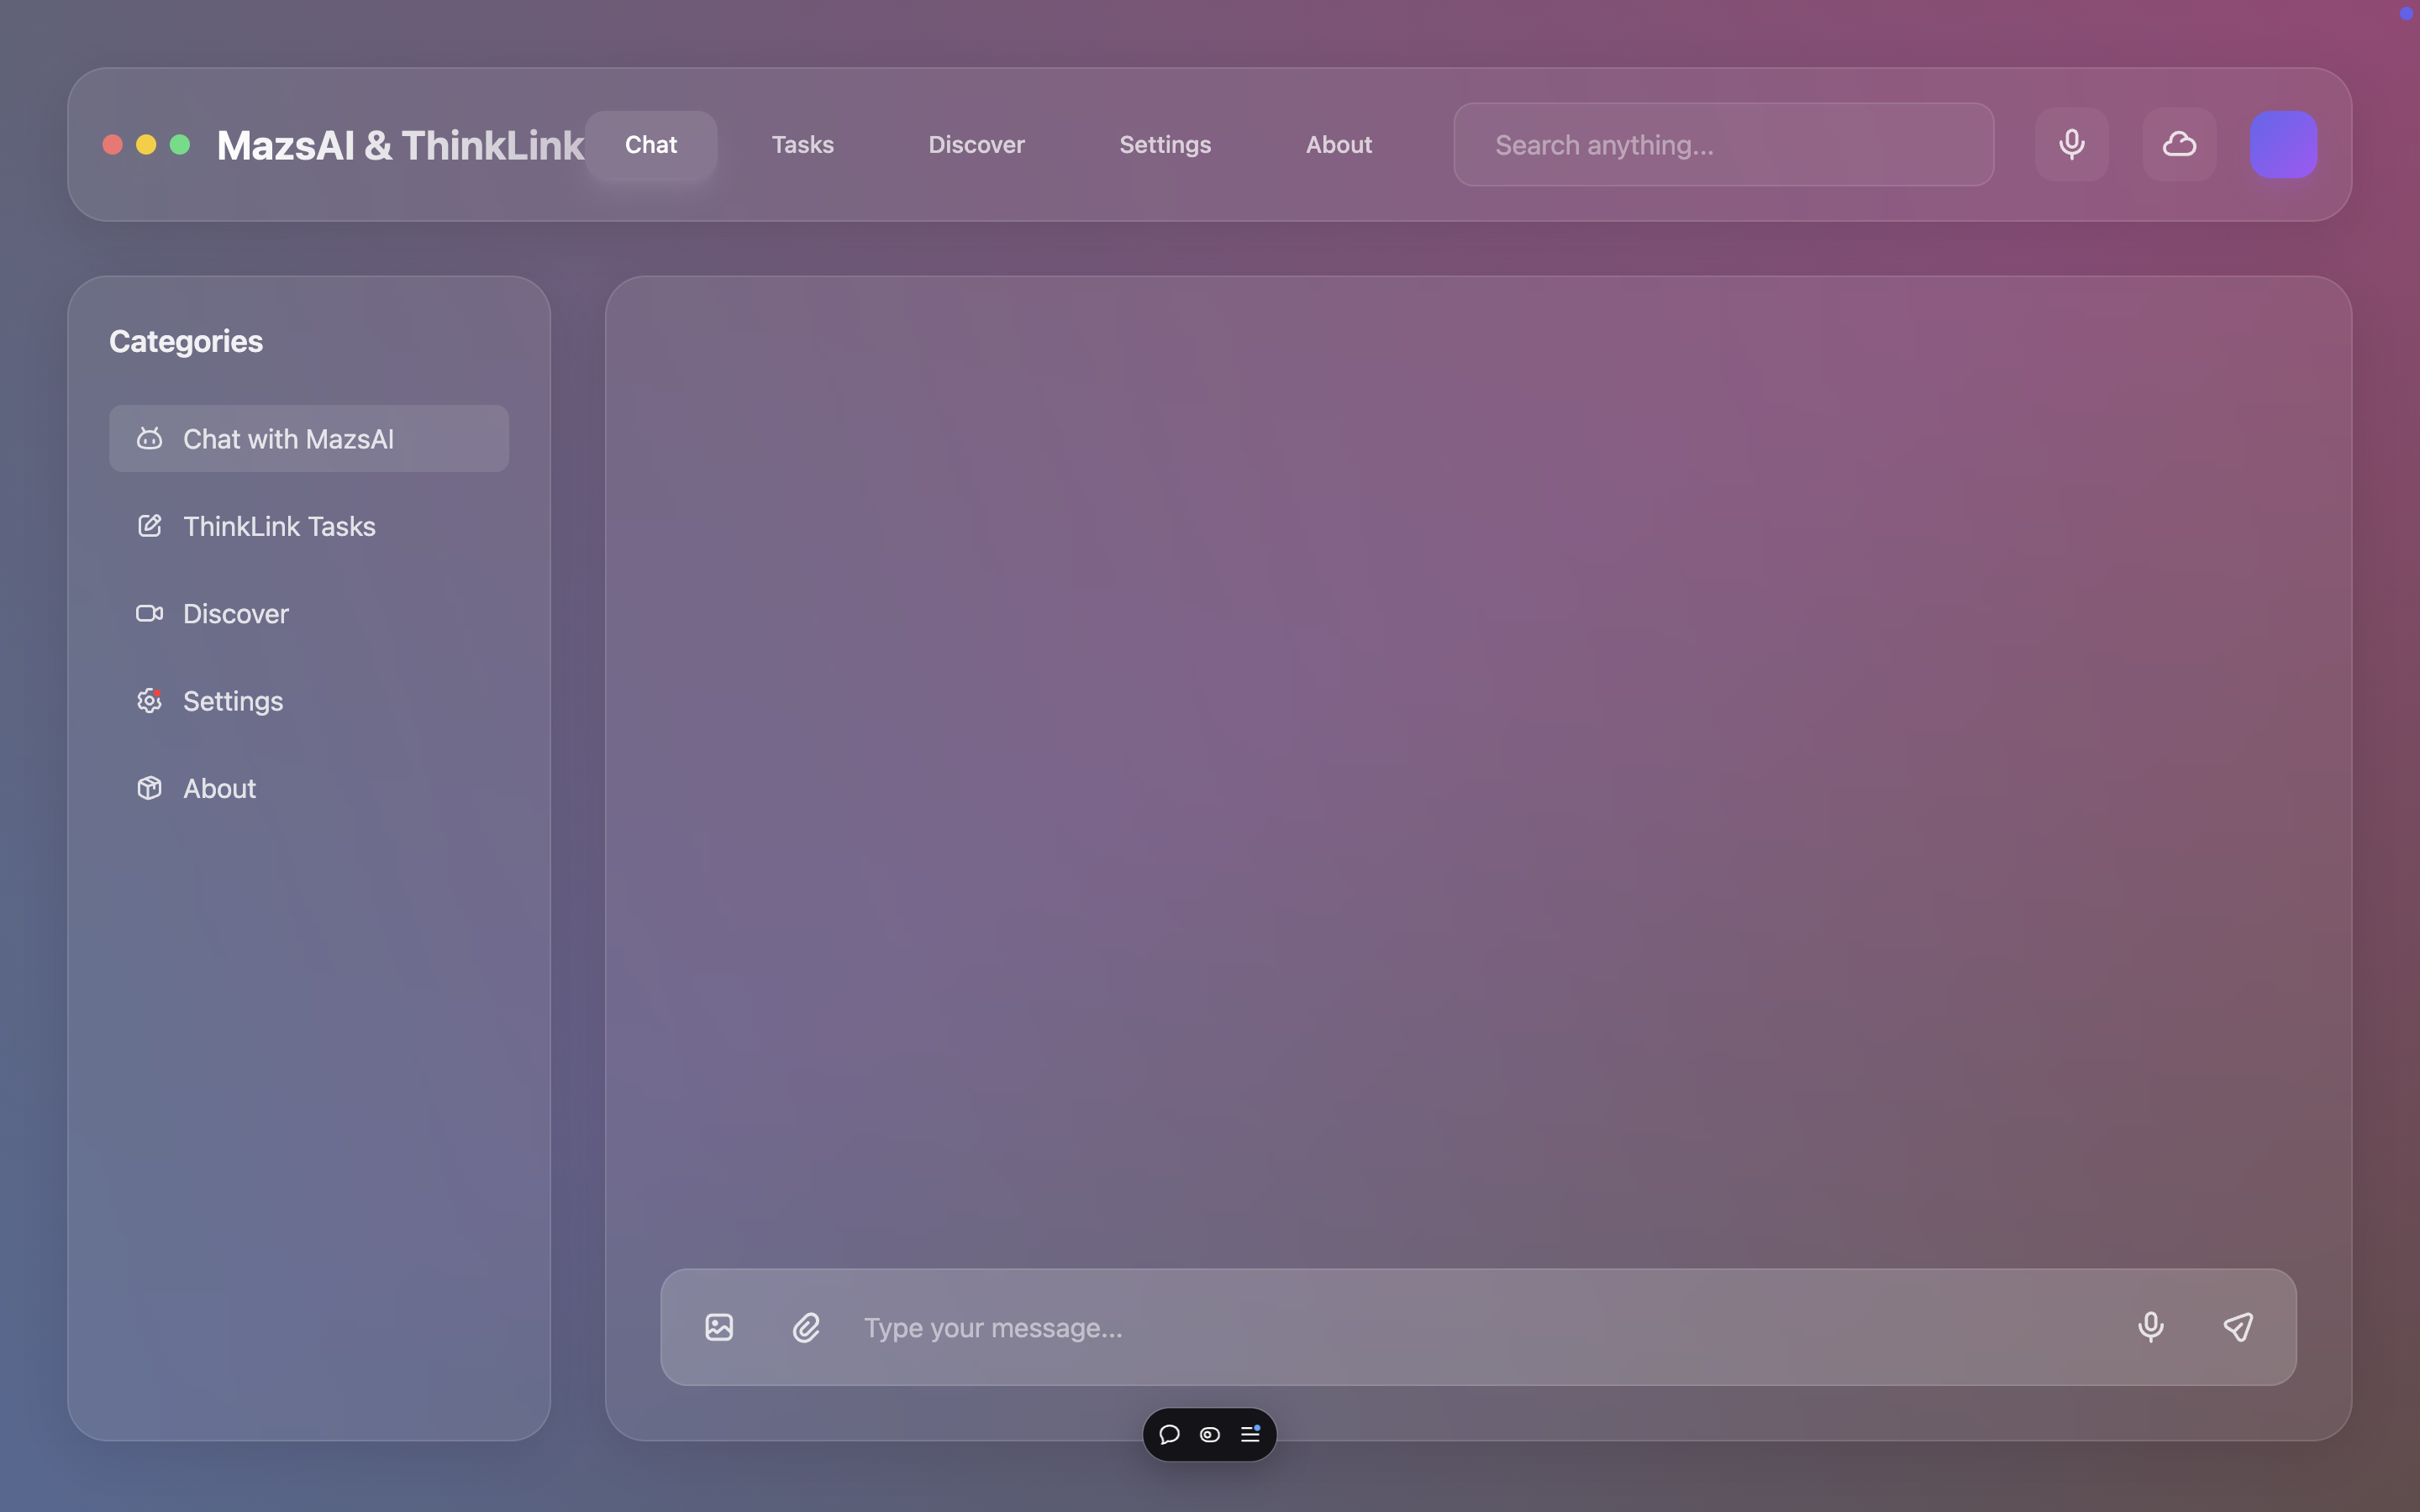 MazsAI & ThinkLink
Chat
Tasks
Discover
Settings
About
Search anything...
Categories
Chat with MazsAI
ThinkLink Tasks
Discover
Settings
About
Type your message...